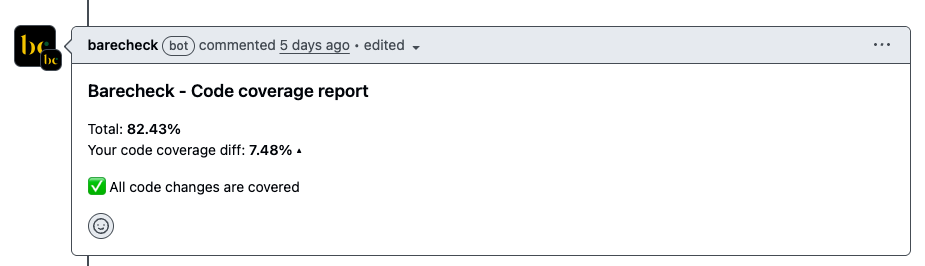 bc
bc
barecheck bot commented 5 days ago • edited
Barecheck - Code coverage report
Total: 82.43%
Your code coverage diff: 7.48% ▴
✅ All code changes are covered